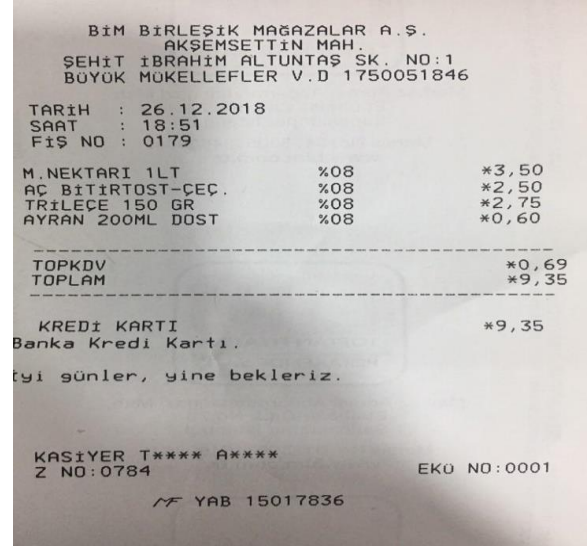 BİM BİRLEŞİK MAĞAZALAR A.Ş.
AKŞEMSETTİN MAH.
ŞEHİT İBRAHİM ALTUNTAŞ SK. NO:1
BÜYÜK MÜKELLEFLER V.D 1750051846
TARİH : 26.12.2018
SAAT : 18:51
FİŞ NO : 0179
M.NEKTARI 1LT %08 *3,50
AÇ BİTİRTOST-ÇEÇ. %08 *2,50
TRİLEÇE 150 GR %08 *2,75
AYRAN 200ML DOST %08 *0,60
TOPKDV *0,69
TOPLAM *9,35
KREDİ KARTI *9,35
Banka Kredi Kartı.
İyi günler, yine bekleriz.
KASİYER T**** A****
Z NO:0784 EKÜ NO:0001
MF YAB 15017836